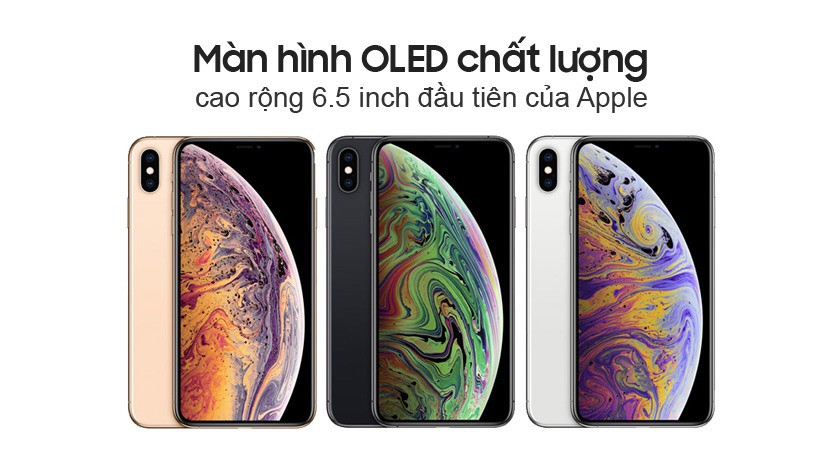 Màn hình OLED chất lượng
cao rộng 6.5 inch đầu tiên của Apple